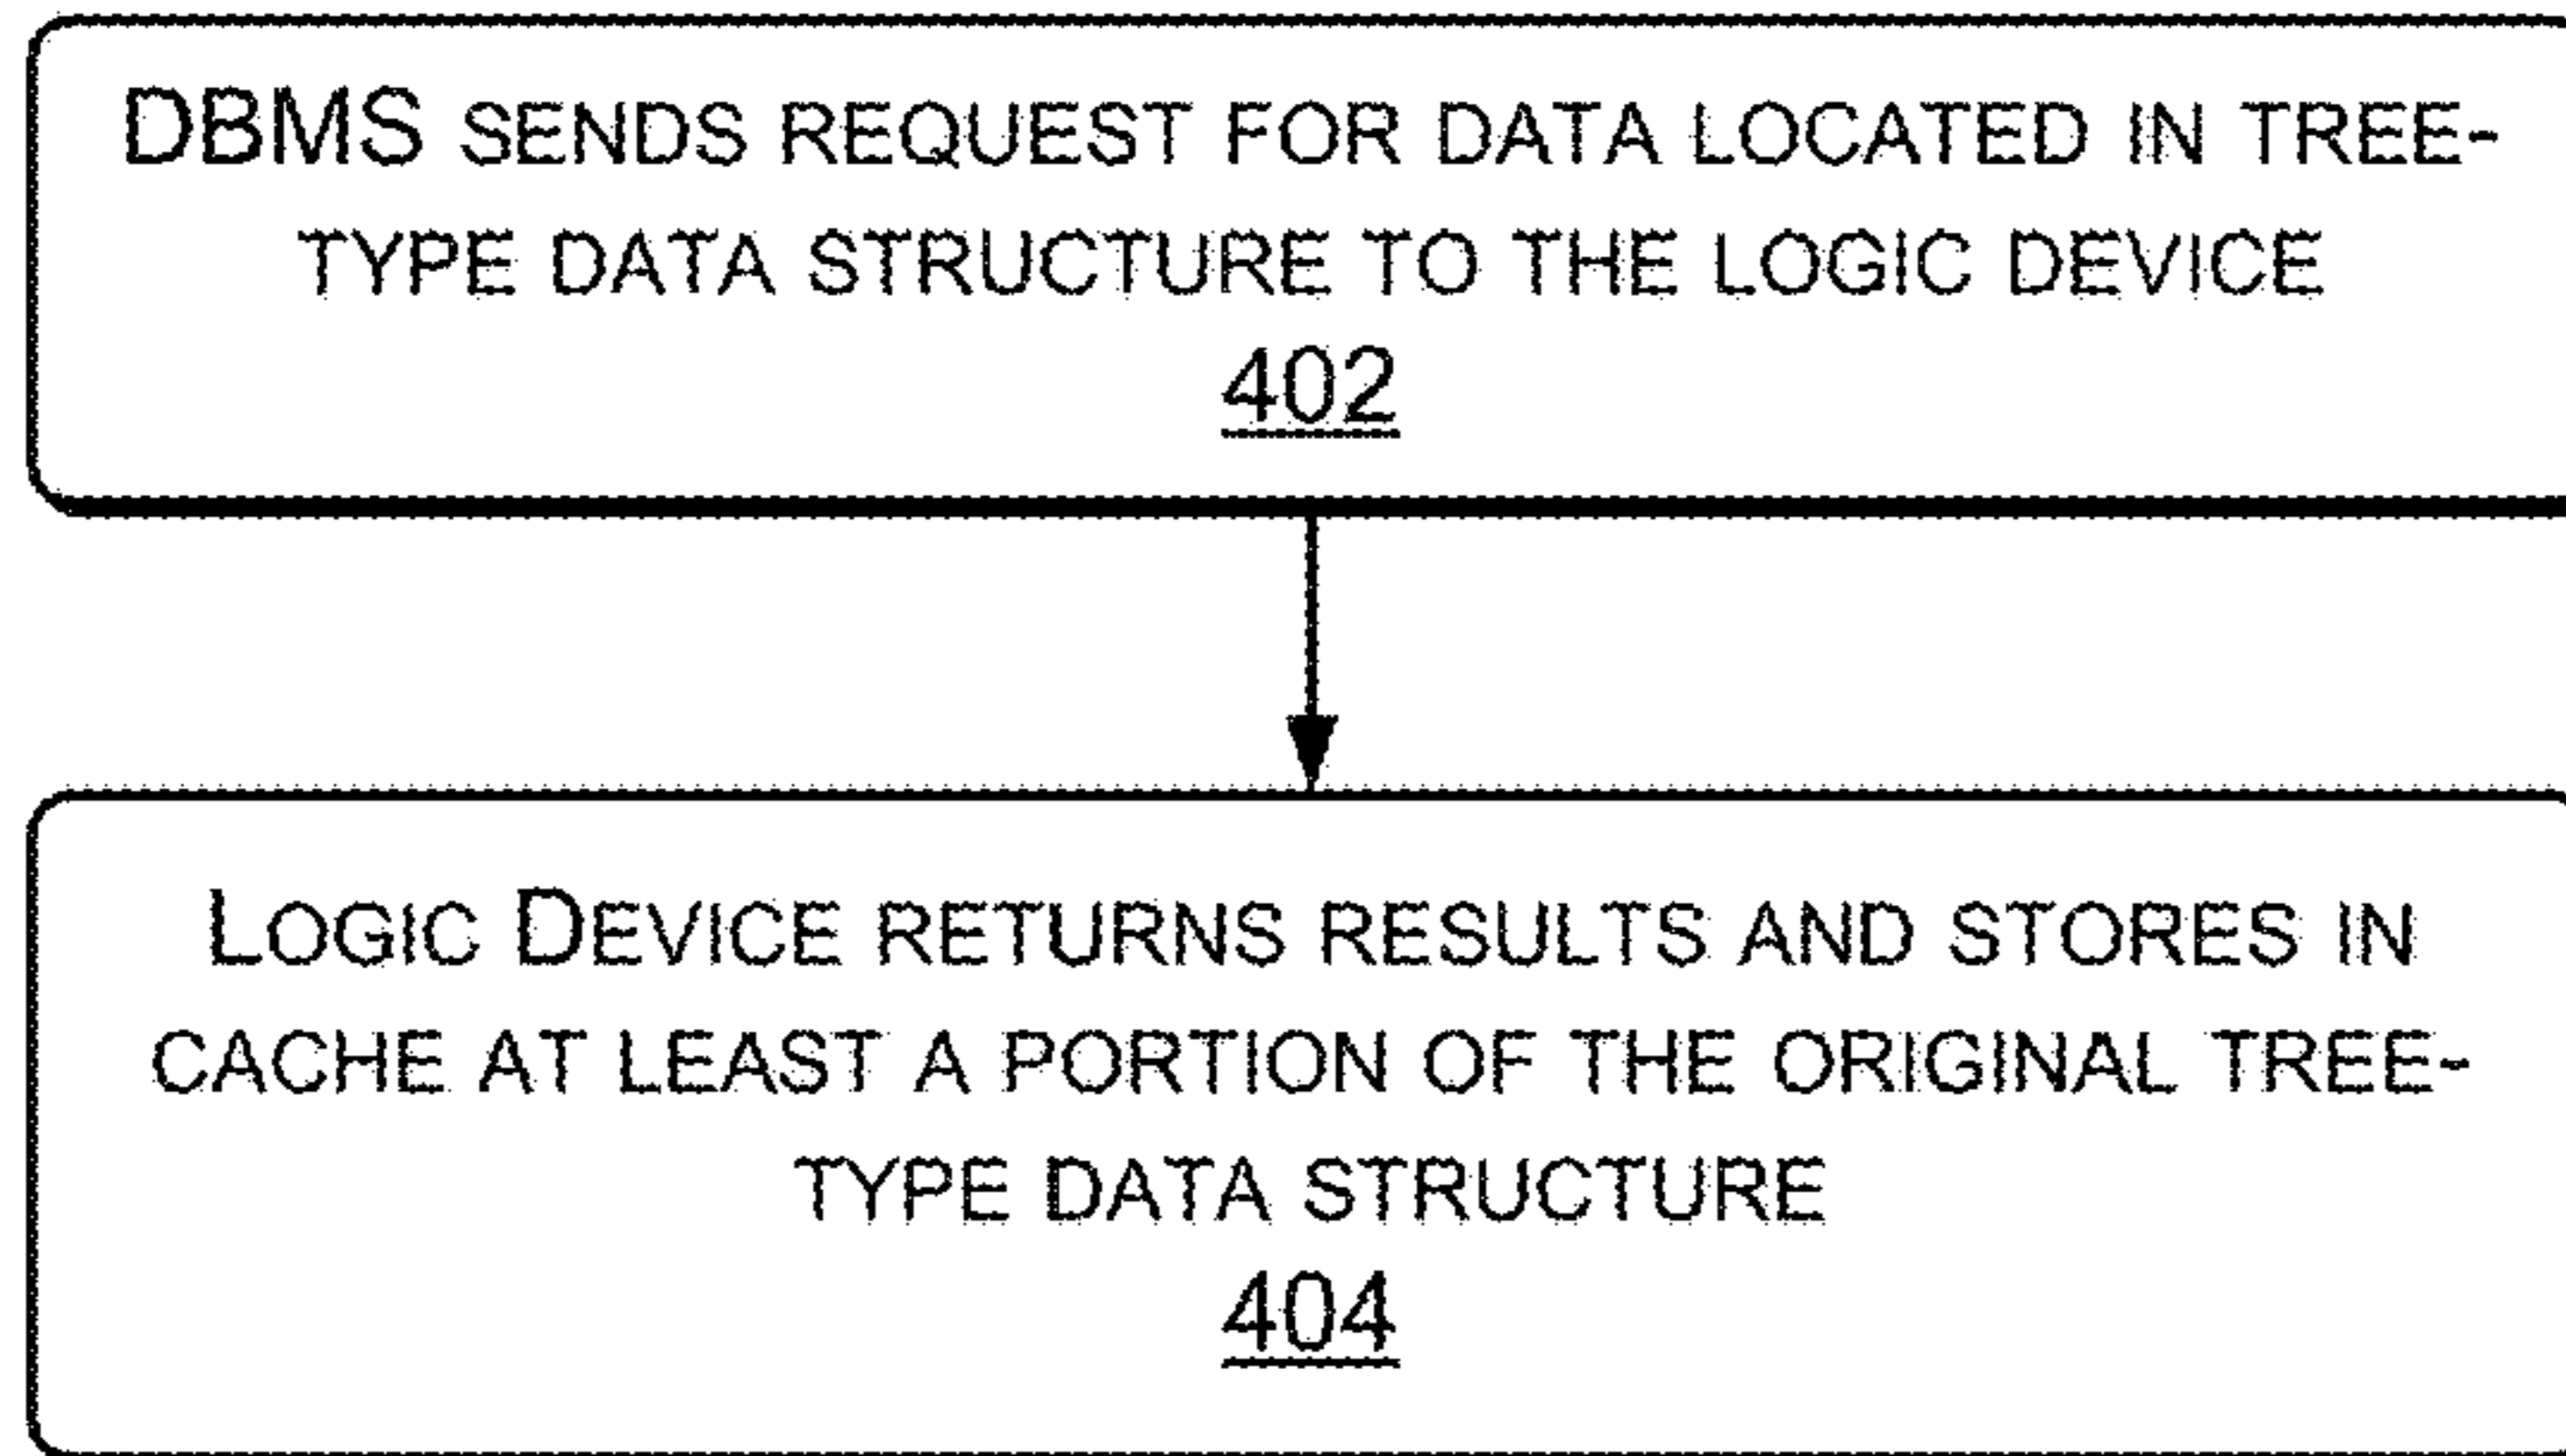 DBMS SENDS REQUEST FOR DATA LOCATED IN TREE-
TYPE DATA STRUCTURE TO THE LOGIC DEVICE
402
LOGIC DEVICE RETURNS RESULTS AND STORES IN
CACHE AT LEAST A PORTION OF THE ORIGINAL TREE-
TYPE DATA STRUCTURE
404